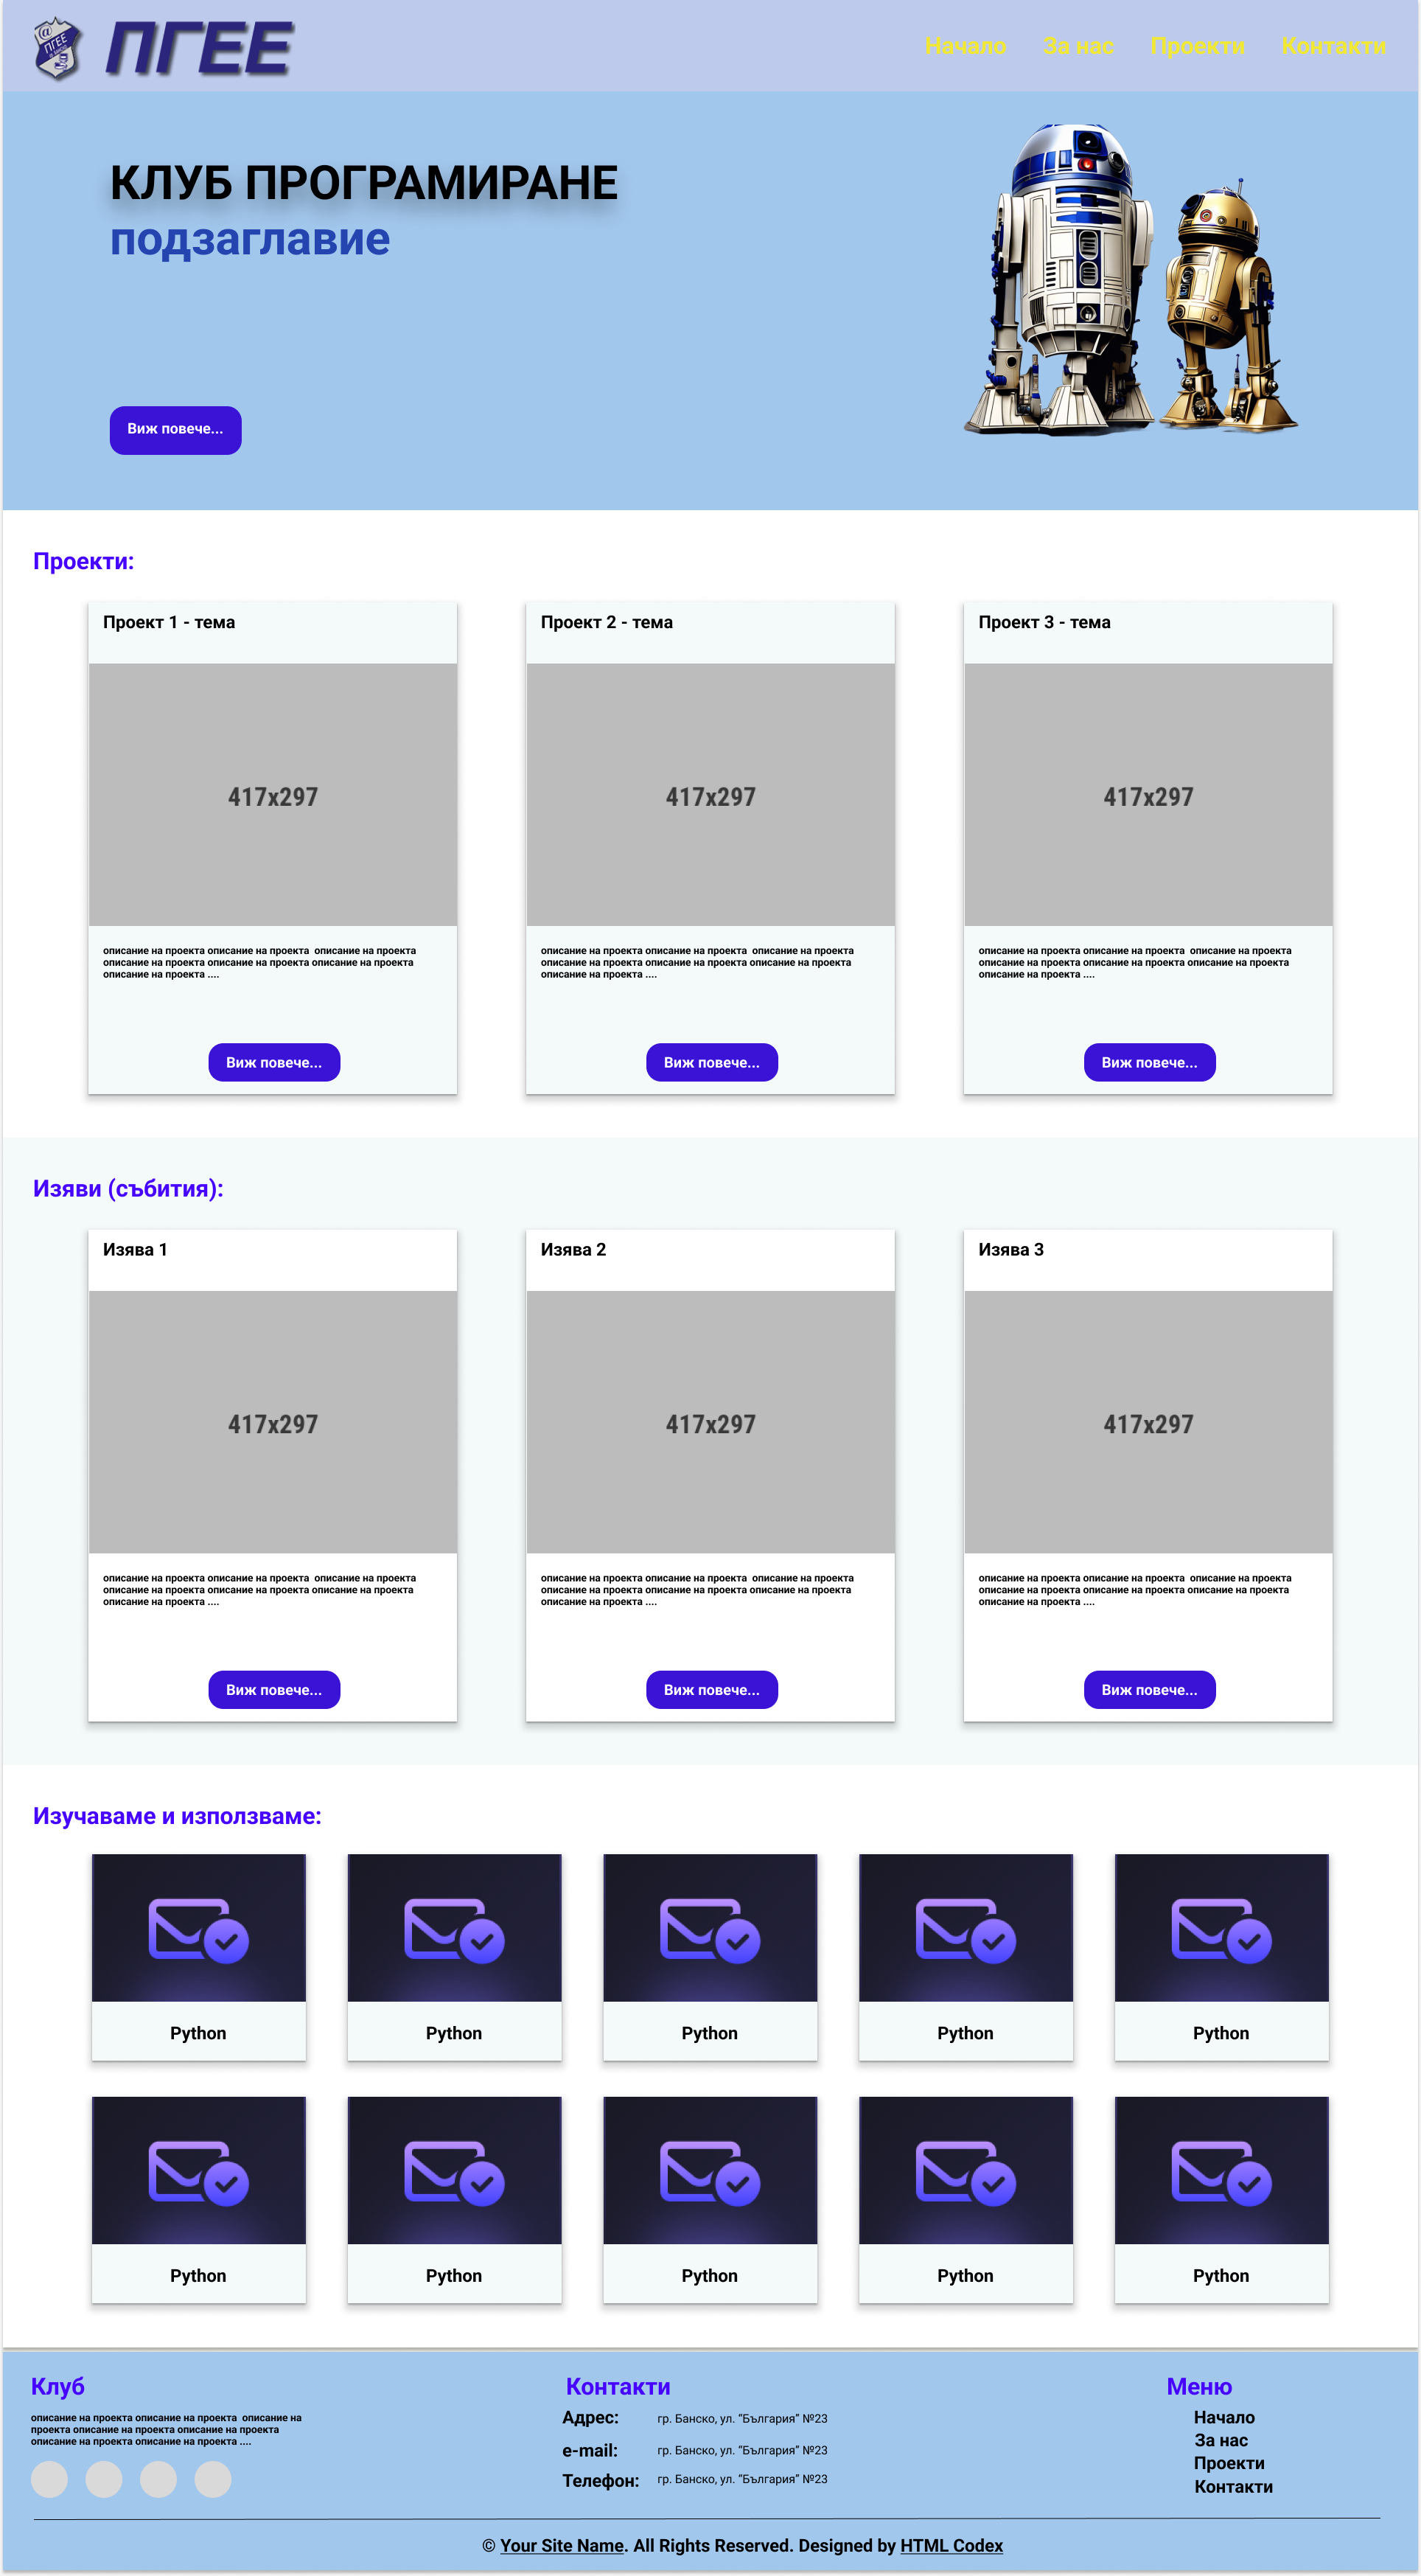 ПГЕЕ
ПГЕЕ
Начало За нас Проекти Контакти
КЛУБ ПРОГРАМИРАНЕ
подзаглавие
Виж повече...
Проекти:
Проект 1 - тема
417x297
описание на проекта описание на проекта описание на проекта
описание на проекта описание на проекта описание на проекта
описание на проекта ....
Виж повече...
Проект 2 - тема
417x297
описание на проекта описание на проекта описание на проекта
описание на проекта описание на проекта описание на проекта
описание на проекта ....
Виж повече...
Проект 3 - тема
417x297
описание на проекта описание на проекта описание на проекта
описание на проекта описание на проекта описание на проекта
описание на проекта ....
Виж повече...
Изяви (събития):
Изява 1
417x297
описание на проекта описание на проекта описание на проекта
описание на проекта описание на проекта описание на проекта
описание на проекта ....
Виж повече...
Изява 2
417x297
описание на проекта описание на проекта описание на проекта
описание на проекта описание на проекта описание на проекта
описание на проекта ....
Виж повече...
Изява 3
417x297
описание на проекта описание на проекта описание на проекта
описание на проекта описание на проекта описание на проекта
описание на проекта ....
Виж повече...
Изучаваме и използваме:
Python Python Python Python Python
Python Python Python Python Python
Клуб
описание на проекта описание на проекта описание на
проекта описание на проекта описание на проекта
описание на проекта описание на проекта ....
Контакти
Адрес: гр. Банско, ул. “България” №23
e-mail: гр. Банско, ул. “България” №23
Телефон: гр. Банско, ул. “България” №23
Меню
Начало
За нас
Проекти
Контакти
© Your Site Name. All Rights Reserved. Designed by HTML Codex